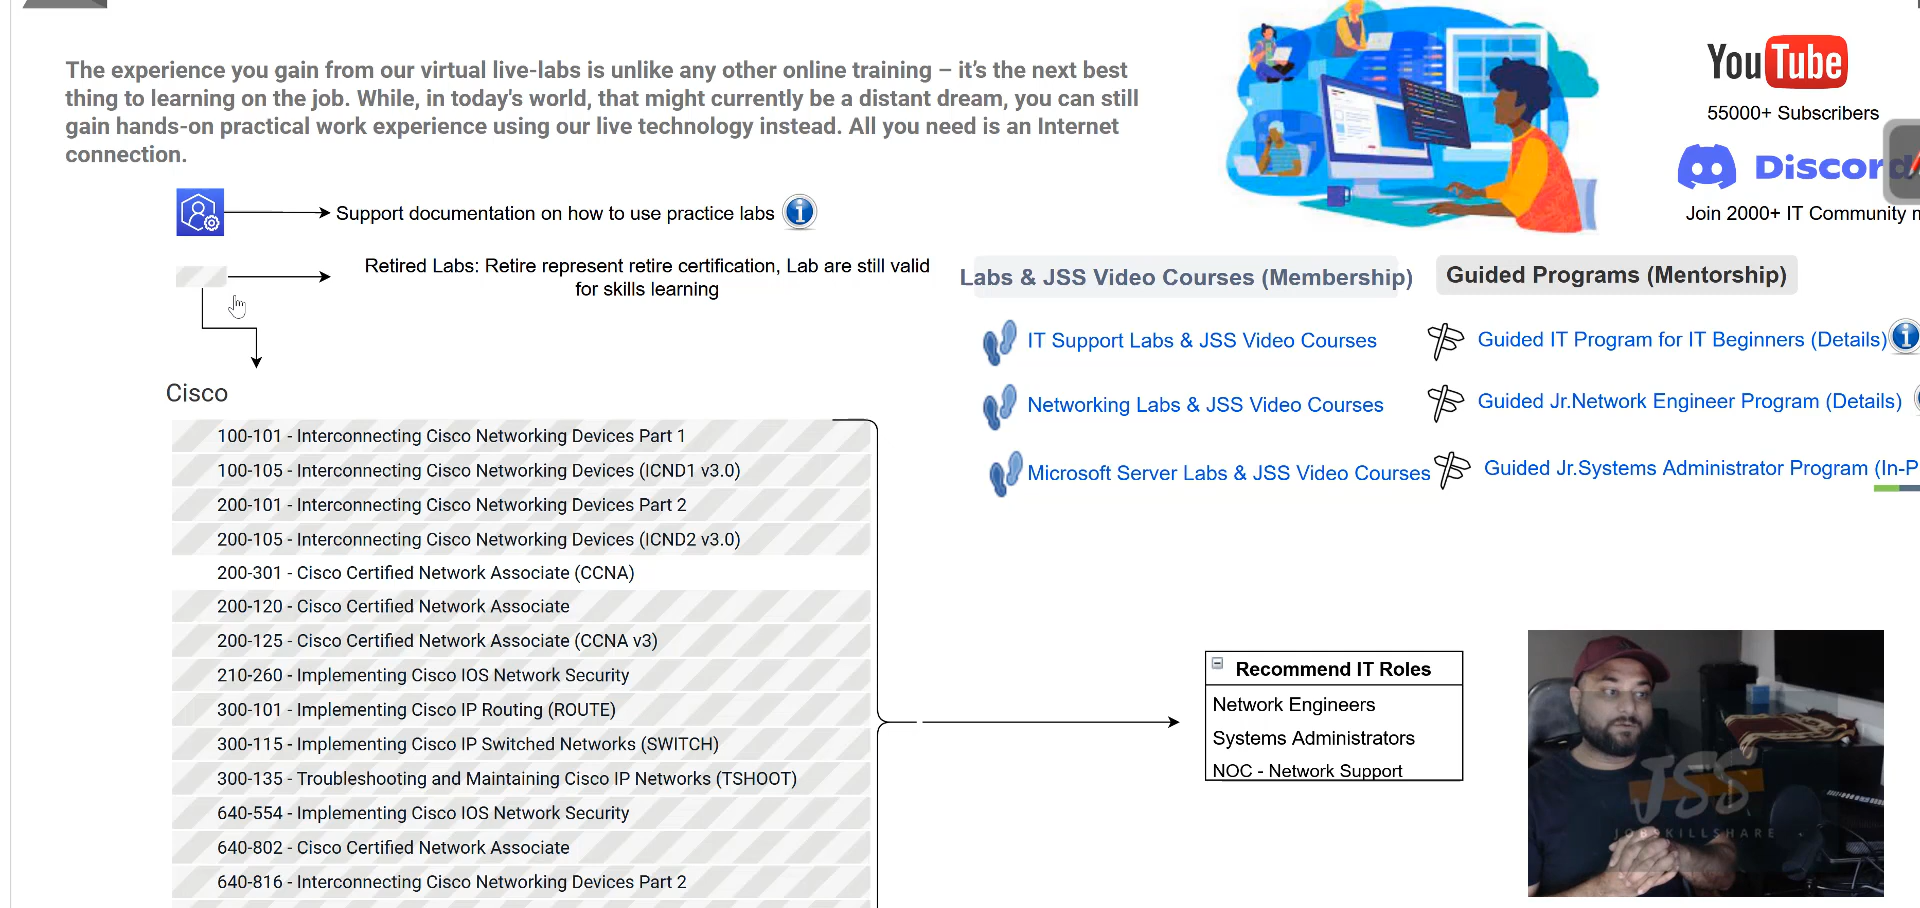 The experience you gain from our virtual live-labs is unlike any other online training – it's the next best
thing to learning on the job. While, in today's world, that might currently be a distant dream, you can still
gain hands-on practical work experience using our live technology instead. All you need is an Internet
connection.
Support documentation on how to use practice labs
Retired Labs: Retire represent retire certification, Lab are still valid
for skills learning
YouTube
55000+ Subscribers
Discord
Join 2000+ IT Community
Labs & JSS Video Courses (Membership)
IT Support Labs & JSS Video Courses
Networking Labs & JSS Video Courses
Microsoft Server Labs & JSS Video Courses
Guided Programs (Mentorship)
Guided IT Program for IT Beginners (Details)
Guided Jr.Network Engineer Program (Details)
Guided Jr.Systems Administrator Program (In-P
Cisco
100-101 - Interconnecting Cisco Networking Devices Part 1
100-105 - Interconnecting Cisco Networking Devices (ICND1 v3.0)
200-101 - Interconnecting Cisco Networking Devices Part 2
200-105 - Interconnecting Cisco Networking Devices (ICND2 v3.0)
200-301 - Cisco Certified Network Associate (CCNA)
200-120 - Cisco Certified Network Associate
200-125 - Cisco Certified Network Associate (CCNA v3)
210-260 - Implementing Cisco IOS Network Security
300-101 - Implementing Cisco IP Routing (ROUTE)
300-115 - Implementing Cisco IP Switched Networks (SWITCH)
300-135 - Troubleshooting and Maintaining Cisco IP Networks (TSHOOT)
640-554 - Implementing Cisco IOS Network Security
640-802 - Cisco Certified Network Associate
640-816 - Interconnecting Cisco Networking Devices Part 2
Recommend IT Roles
Network Engineers
Systems Administrators
NOC - Network Support
JSS
JOBSKILLSHARE